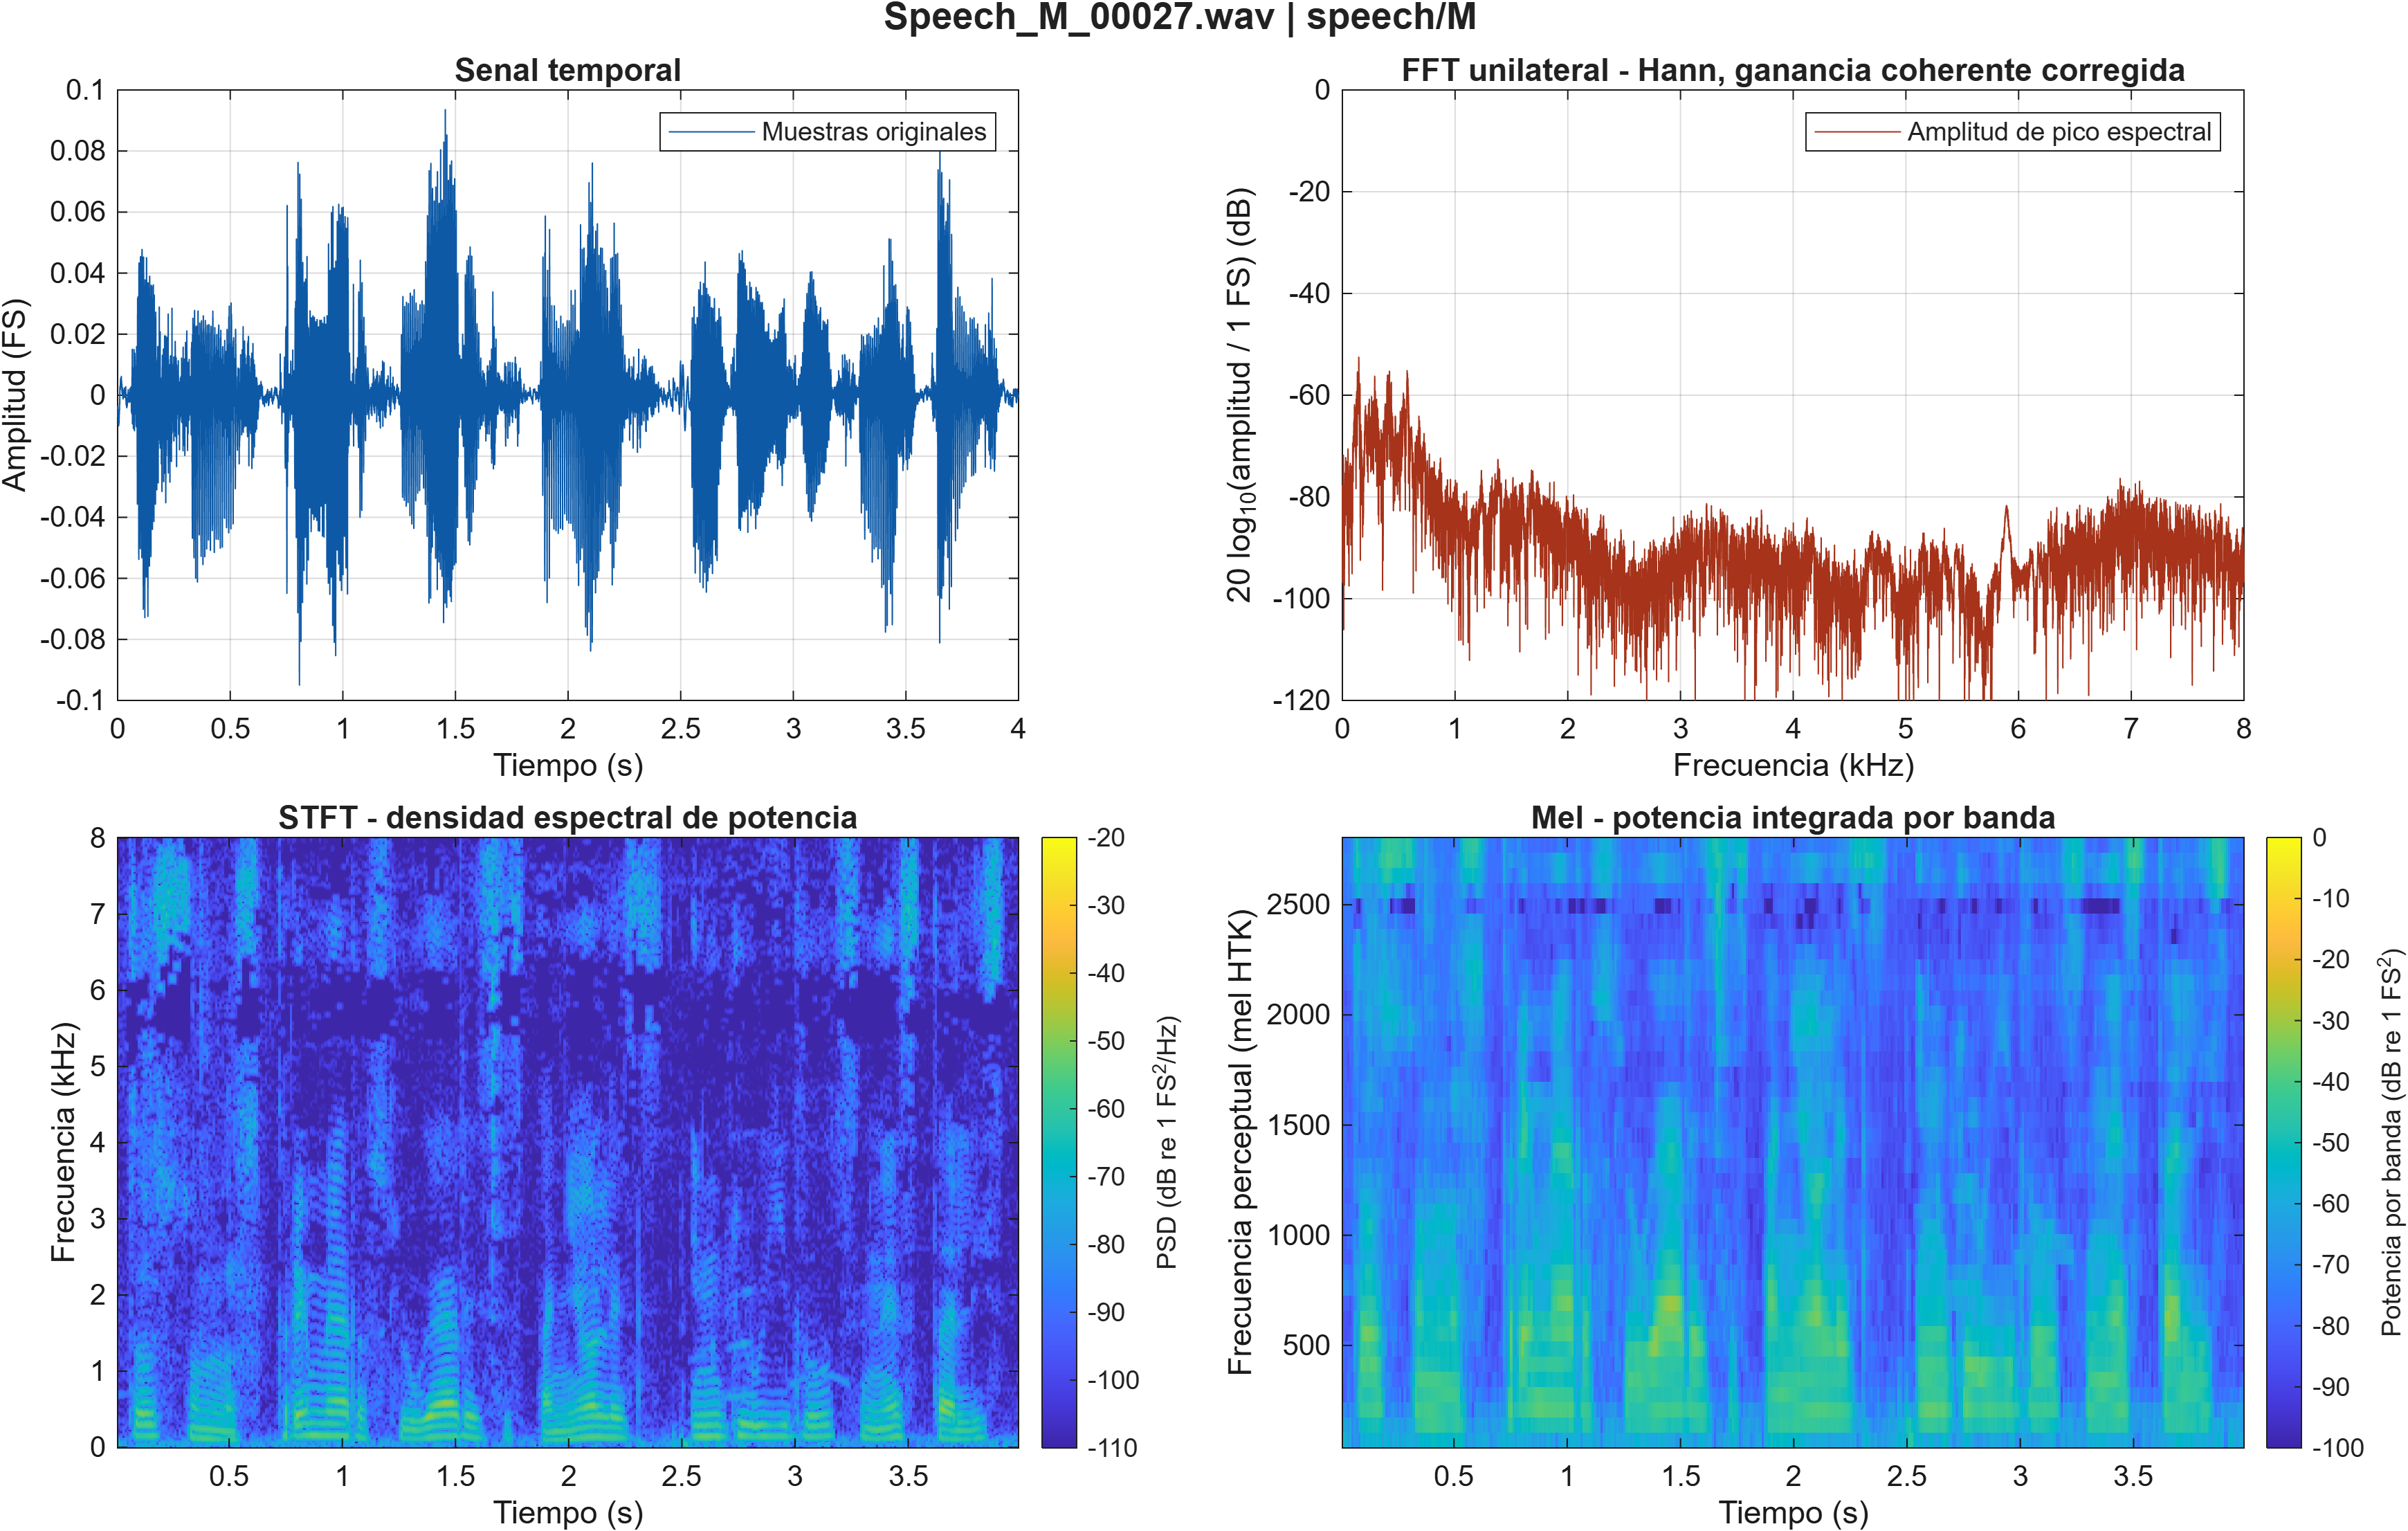 Speech_M_00027.wav | speech/M
Senal temporal
Muestras originales
0.1
0.08
0.06
0.04
0.02
0
-0.02
-0.04
-0.06
-0.08
-0.1
Amplitud (FS)
0 0.5 1 1.5 2 2.5 3 3.5 4
Tiempo (s)
FFT unilateral - Hann, ganancia coherente corregida
Amplitud de pico espectral
0
-20
-40
-60
-80
-100
-120
20 log10(amplitud / 1 FS) (dB)
0 1 2 3 4 5 6 7 8
Frecuencia (kHz)
STFT - densidad espectral de potencia
8
7
6
5
4
3
2
1
0
Frecuencia (kHz)
0.5 1 1.5 2 2.5 3 3.5
Tiempo (s)
-20
-30
-40
-50
-60
-70
-80
-90
-100
-110
PSD (dB re 1 FS²/Hz)
Mel - potencia integrada por banda
2500
2000
1500
1000
500
Frecuencia perceptual (mel HTK)
0.5 1 1.5 2 2.5 3 3.5
Tiempo (s)
0
-10
-20
-30
-40
-50
-60
-70
-80
-90
-100
Potencia por banda (dB re 1 FS²)